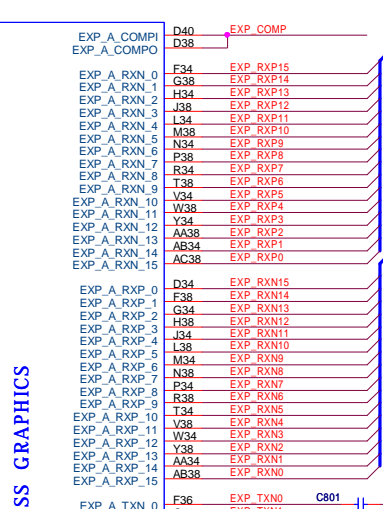 EXP_A_COMPI D40 EXP_COMP
EXP_A_COMPO D38
EXP_A_RXN_0 F34 EXP_RXP15
EXP_A_RXN_1 G38 EXP_RXP14
EXP_A_RXN_2 H34 EXP_RXP13
EXP_A_RXN_3 J38 EXP_RXP12
EXP_A_RXN_4 L34 EXP_RXP11
EXP_A_RXN_5 M38 EXP_RXP10
EXP_A_RXN_6 N34 EXP_RXP9
EXP_A_RXN_7 P38 EXP_RXP8
EXP_A_RXN_8 R34 EXP_RXP7
EXP_A_RXN_9 T38 EXP_RXP6
EXP_A_RXN_10 V34 EXP_RXP5
EXP_A_RXN_11 W38 EXP_RXP4
EXP_A_RXN_12 Y34 EXP_RXP3
EXP_A_RXN_13 AA38 EXP_RXP2
EXP_A_RXN_14 AB34 EXP_RXP1
EXP_A_RXN_15 AC38 EXP_RXP0
EXP_A_RXP_0 D34 EXP_RXN15
EXP_A_RXP_1 F38 EXP_RXN14
EXP_A_RXP_2 G34 EXP_RXN13
EXP_A_RXP_3 H38 EXP_RXN12
EXP_A_RXP_4 J34 EXP_RXN11
EXP_A_RXP_5 L38 EXP_RXN10
EXP_A_RXP_6 M34 EXP_RXN9
EXP_A_RXP_7 N38 EXP_RXN8
EXP_A_RXP_8 P34 EXP_RXN7
EXP_A_RXP_9 R38 EXP_RXN6
EXP_A_RXP_10 T34 EXP_RXN5
EXP_A_RXP_11 V38 EXP_RXN4
EXP_A_RXP_12 W34 EXP_RXN3
EXP_A_RXP_13 Y38 EXP_RXN2
EXP_A_RXP_14 AA34 EXP_RXN1
EXP_A_RXP_15 AB38 EXP_RXN0
EXP_A_TXN_0 F36 EXP_TXN0 C801
SS GRAPHICS